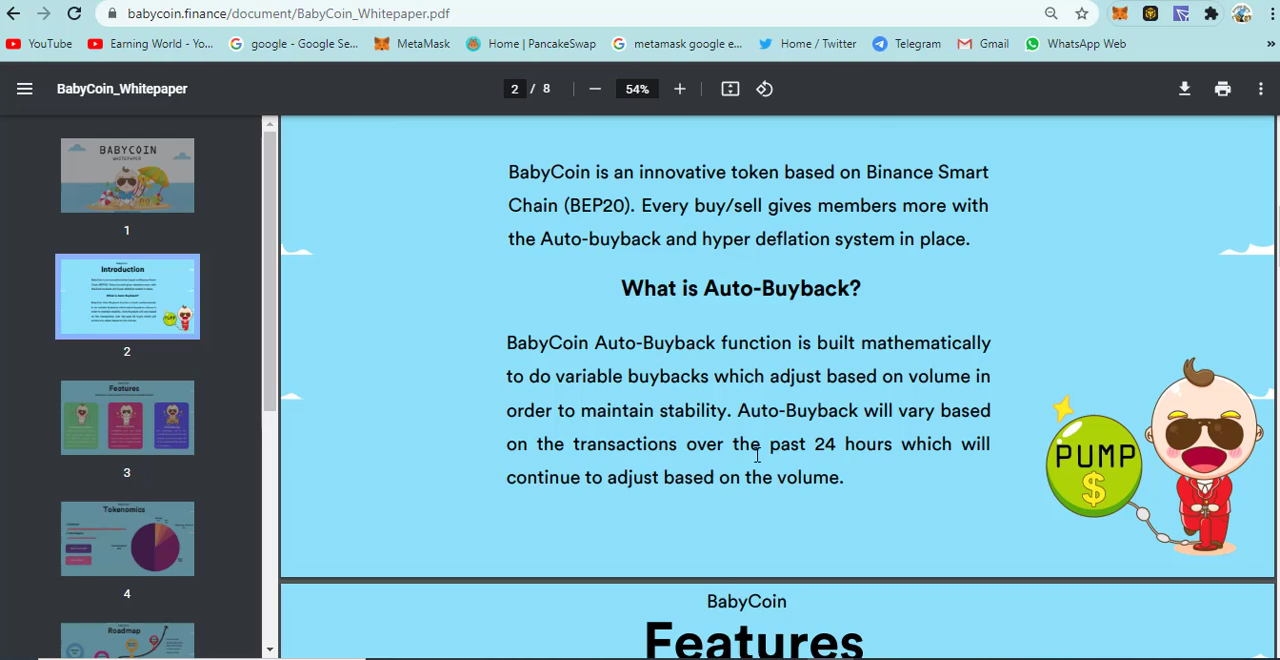 babycoin.finance/document/BabyCoin_Whitepaper.pdf
YouTube
Earning World - Yo...
google - Google Se...
MetaMask
Home | PancakeSwap
metamask google e...
Home / Twitter
Telegram
Gmail
WhatsApp Web
»
BabyCoin_Whitepaper
2 / 8
54%
BABYCOIN
WHITEPAPER
1
Introduction
2
Features
3
Tokenomics
4
Roadmap
BabyCoin is an innovative token based on Binance Smart
Chain (BEP20). Every buy/sell gives members more with
the Auto-buyback and hyper deflation system in place.
What is Auto-Buyback?
BabyCoin Auto-Buyback function is built mathematically
to do variable buybacks which adjust based on volume in
order to maintain stability. Auto-Buyback will vary based
on the transactions over the past 24 hours which will
continue to adjust based on the volume.
PUMP
$
BabyCoin
Features